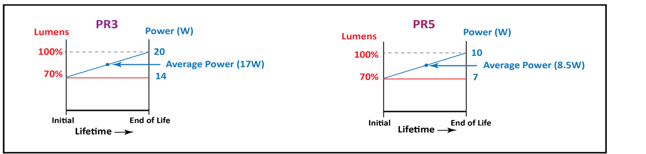 PR3
Lumens
Power (W)
100%
20
Average Power (17W)
70%
14
Initial
End of Life
Lifetime
PR5
Lumens
Power (W)
100%
10
Average Power (8.5W)
70%
7
Initial
End of Life
Lifetime